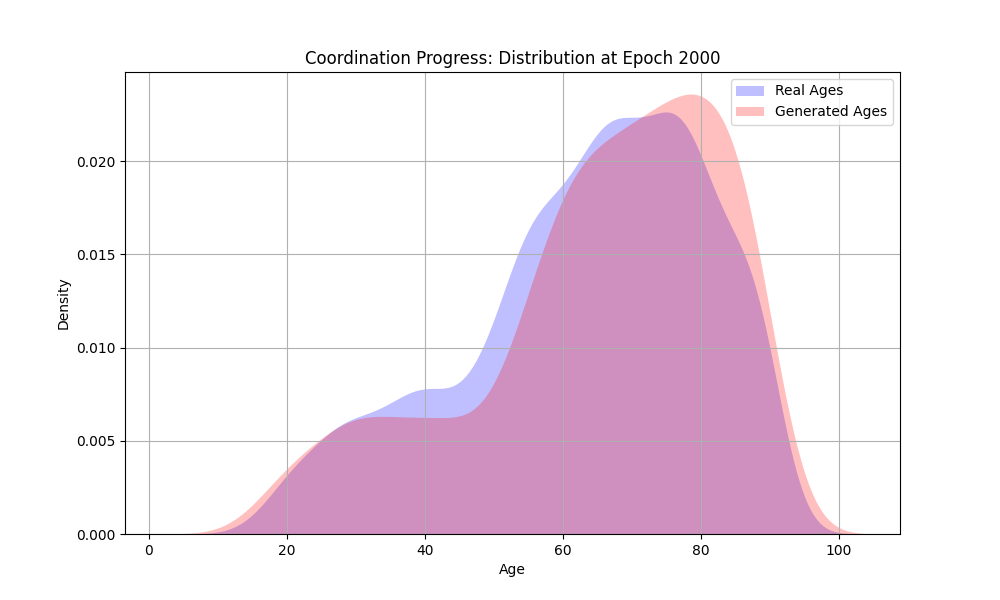 Coordination Progress: Distribution at Epoch 2000
Real Ages
Generated Ages
Density
0.020
0.015
0.010
0.005
0.000
0 20 40 60 80 100
Age